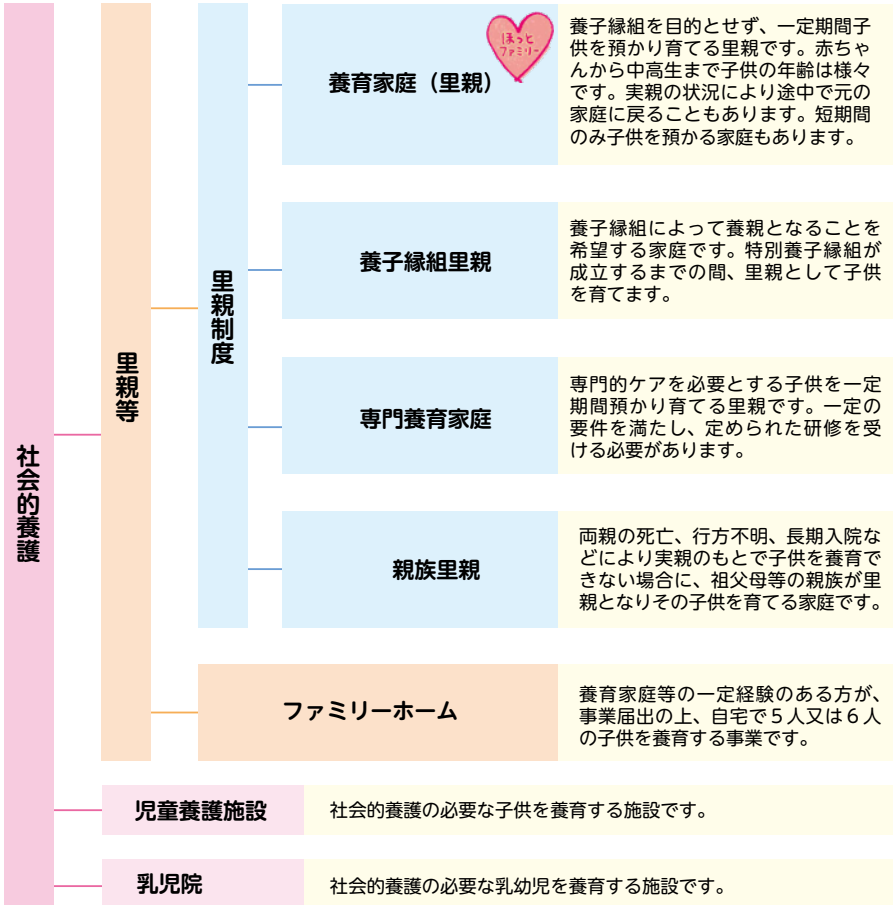 社会的養護
里親等
里親制度
養育家庭（里親）
ほっと
ファミリー
養子縁組を目的とせず、一定期間子
供を預かり育てる里親です。赤ちゃ
んから中高生まで子供の年齢は様々
です。実親の状況により途中で元の
家庭に戻ることもあります。短期間
のみ子供を預かる家庭もあります。
養子縁組里親
養子縁組によって養親となることを
希望する家庭です。特別養子縁組が
成立するまでの間、里親として子供
を育てます。
専門養育家庭
専門的ケアを必要とする子供を一定
期間預かり育てる里親です。一定の
要件を満たし、定められた研修を受
ける必要があります。
親族里親
両親の死亡、行方不明、長期入院な
どにより実親のもとで子供を養育で
きない場合に、祖父母等の親族が里
親となりその子供を育てる家庭です。
ファミリーホーム
養育家庭等の一定経験のある方が、
事業届出の上、自宅で５人又は６人
の子供を養育する事業です。
児童養護施設
社会的養護の必要な子供を養育する施設です。
乳児院
社会的養護の必要な乳幼児を養育する施設です。